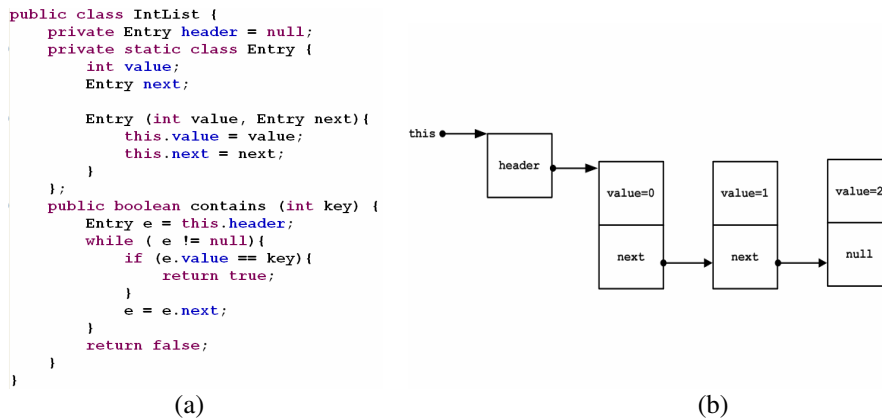 public class IntList {
private Entry header = null;
private static class Entry {
int value;
Entry next;
Entry (int value, Entry next){
this.value = value;
this.next = next;
}
};
public boolean contains (int key) {
Entry e = this.header;
while ( e != null){
if (e.value == key){
return true;
}
e = e.next;
}
return false;
}
}
(a)
this
header
value=0
value=1
value=2
next
next
null
(b)